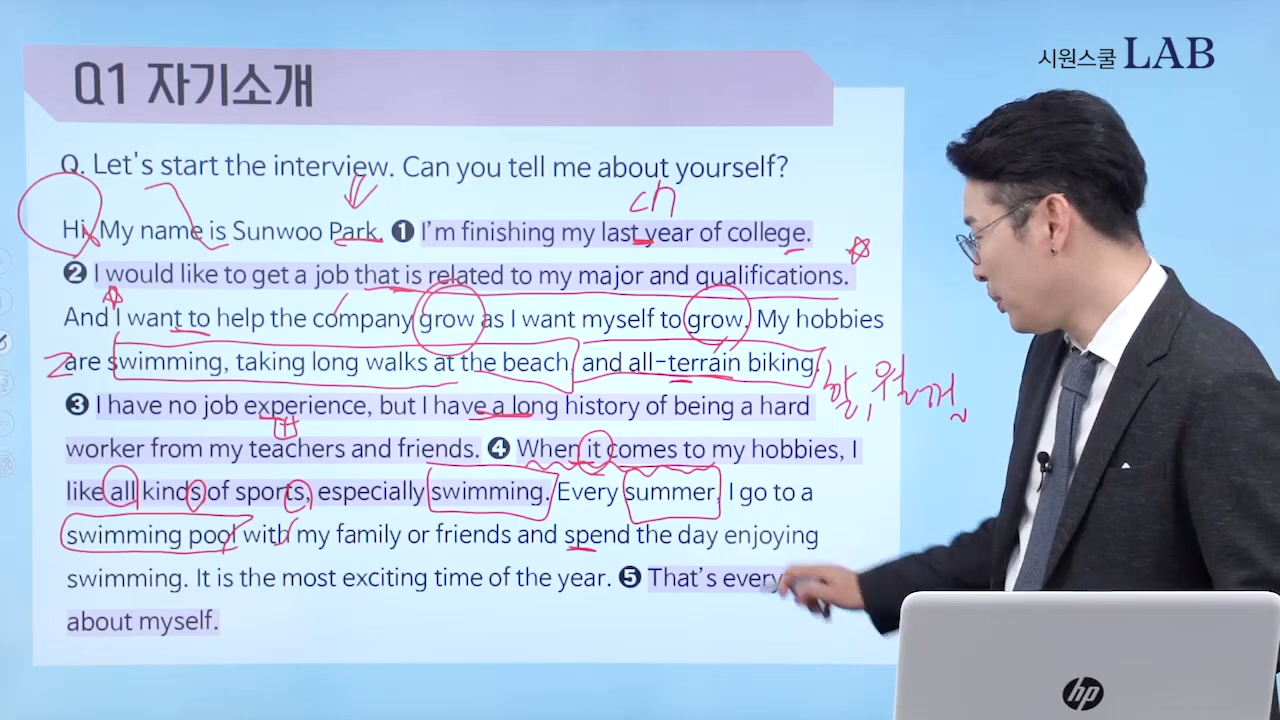 시원스쿨 LAB
Q1 자기소개
Q. Let's start the interview. Can you tell me about yourself?
ch
Hi. My name is Sunwoo Park. ❶ I'm finishing my last year of college.
❷ I would like to get a job that is related to my major and qualifications.
And I want to help the company grow as I want myself to grow. My hobbies
are swimming, taking long walks at the beach, and all-terrain biking.
❸ I have no job experience, but I have a long history of being a hard
worker from my teachers and friends. ❹ When it comes to my hobbies, I
like all kinds of sports, especially swimming. Every summer, I go to a
swimming pool with my family or friends and spend the day enjoying
swimming. It is the most exciting time of the year. ❺ That's every
about myself.
hp